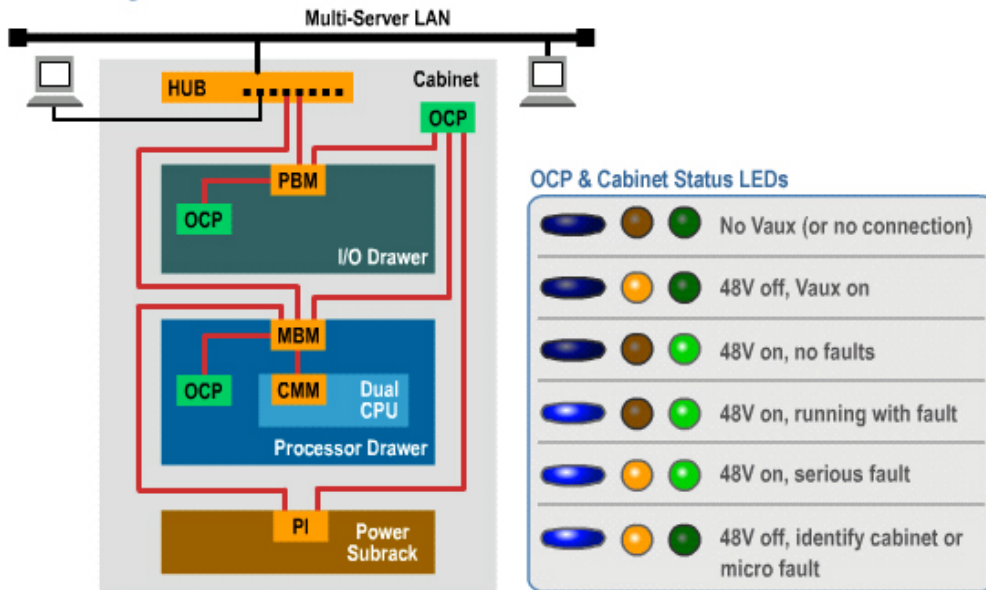 Multi-Server LAN
HUB
Cabinet
OCP
PBM
OCP
I/O Drawer
MBM
OCP
CMM
Dual
CPU
Processor Drawer
PI
Power
Subrack
OCP & Cabinet Status LEDs
No Vaux (or no connection)
48V off, Vaux on
48V on, no faults
48V on, running with fault
48V on, serious fault
48V off, identify cabinet or
micro fault